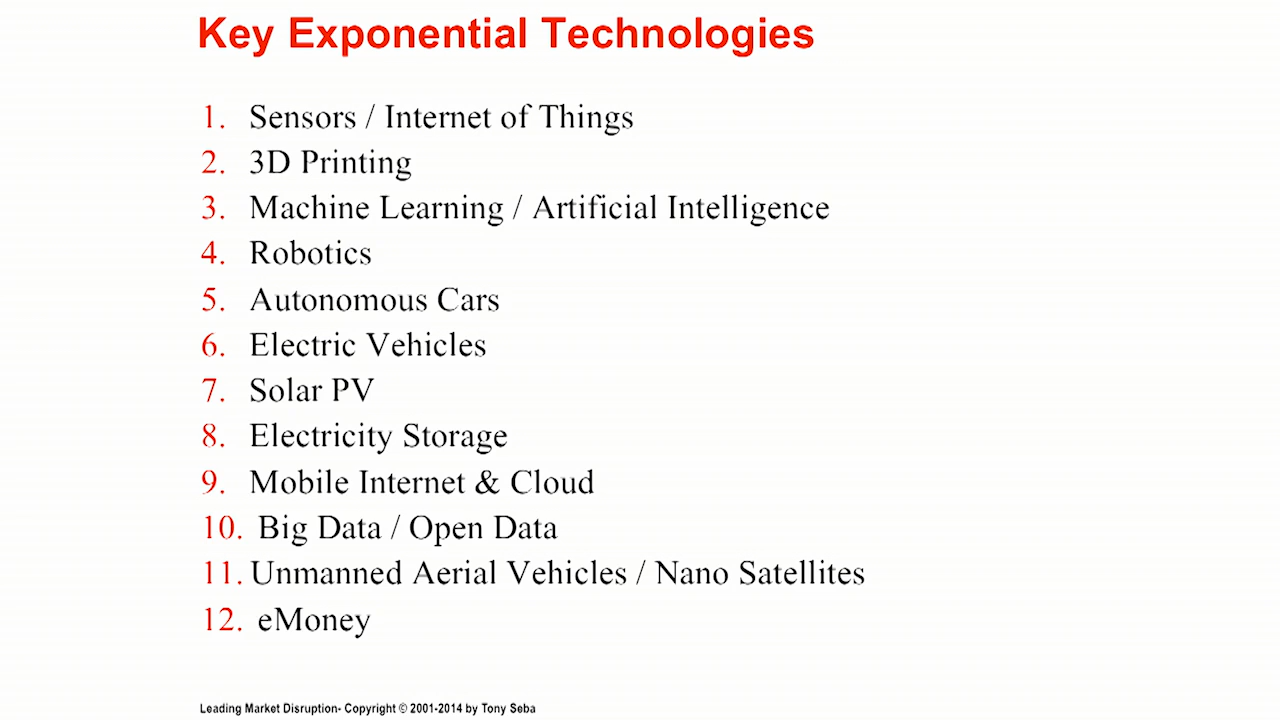 Key Exponential Technologies
1. Sensors / Internet of Things
2. 3D Printing
3. Machine Learning / Artificial Intelligence
4. Robotics
5. Autonomous Cars
6. Electric Vehicles
7. Solar PV
8. Electricity Storage
9. Mobile Internet & Cloud
10. Big Data / Open Data
11. Unmanned Aerial Vehicles / Nano Satellites
12. eMoney
Leading Market Disruption- Copyright © 2001-2014 by Tony Seba